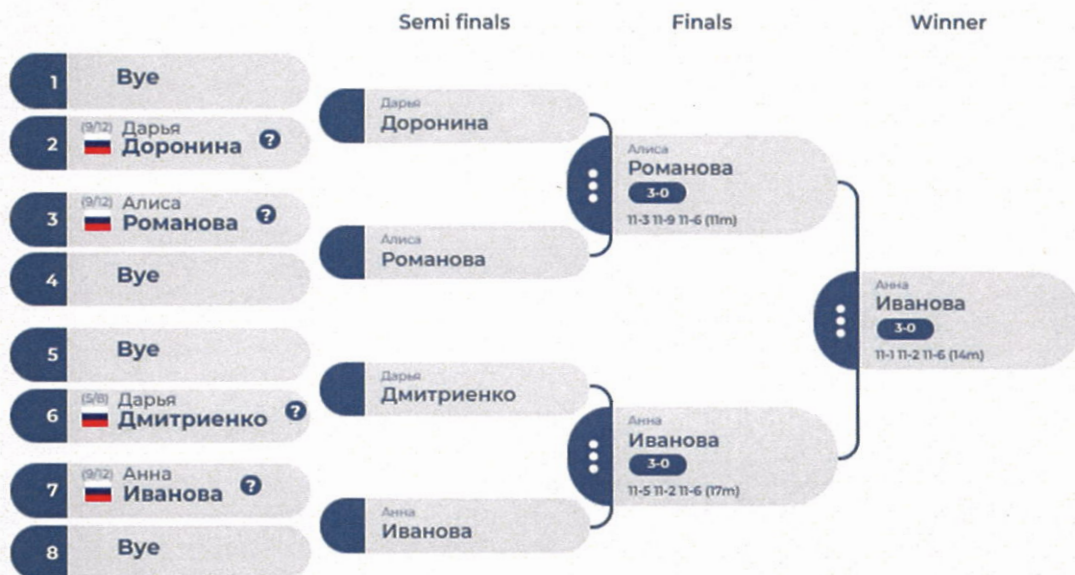 Semi finals
Finals
Winner
1
Bye
2
(9/12) Дарья
Доронина
?
3
(9/12) Алиса
Романова
?
4
Bye
5
Bye
6
(5/8) Дарья
Дмитриенко
?
7
(9/12) Анна
Иванова
?
8
Bye
Дарья
Доронина
Алиса
Романова
Дарья
Дмитриенко
Анна
Иванова
Алиса
Романова
3-0
11-3 11-9 11-6 (11m)
Анна
Иванова
3-0
11-5 11-2 11-6 (17m)
Анна
Иванова
3-0
11-1 11-2 11-6 (14m)